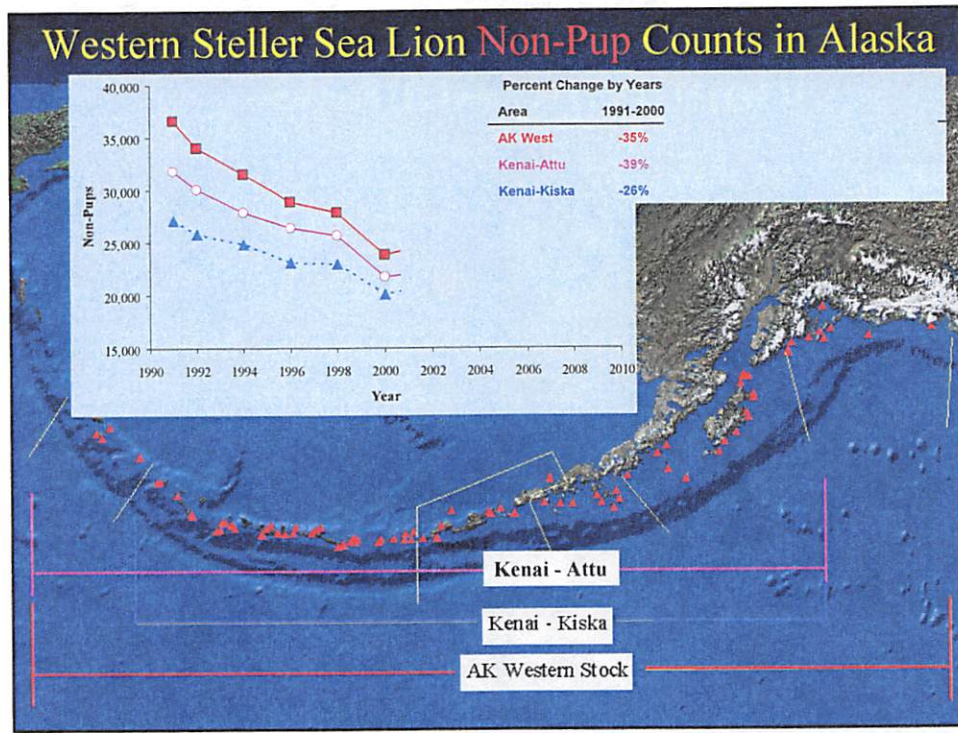 Western Steller Sea Lion Non-Pup Counts in Alaska
40,000
35,000
30,000
25,000
20,000
15,000
Non-Pups
1990 1992 1994 1996 1998 2000 2002 2004 2006 2008 2010
Year
Percent Change by Years
Area 1991-2000
AK West -35%
Kenai-Attu -39%
Kenai-Kiska -26%
Kenai - Attu
Kenai - Kiska
AK Western Stock